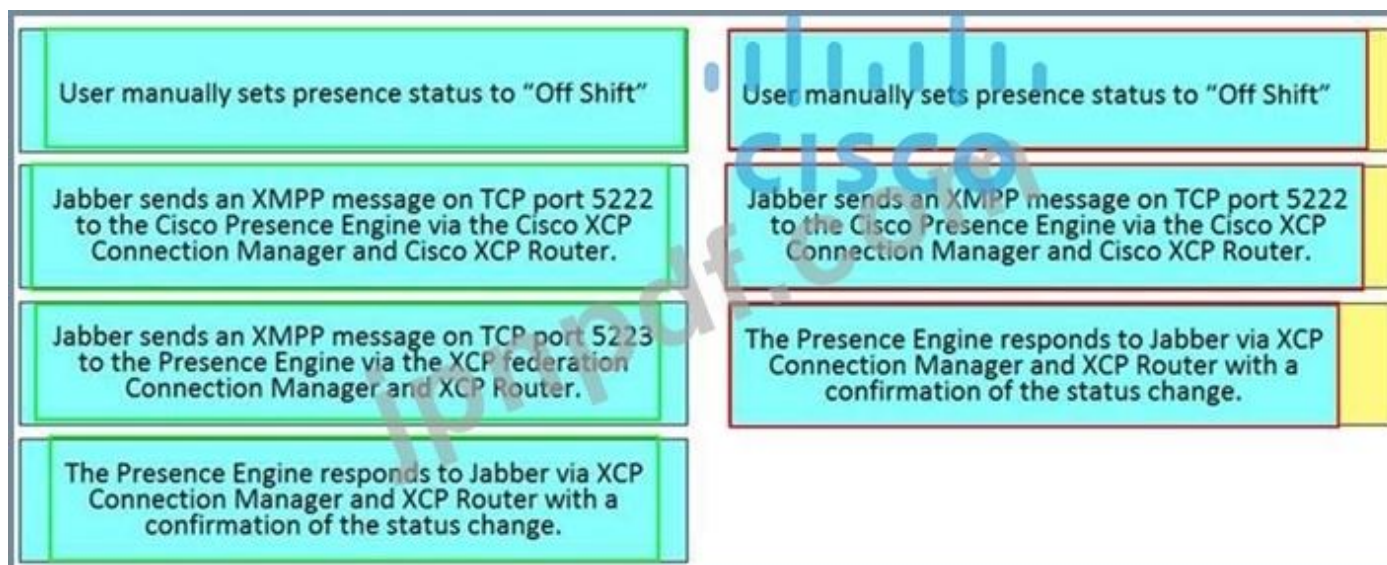 User manually sets presence status to “Off Shift”
Jabber sends an XMPP message on TCP port 5222
to the Cisco Presence Engine via the Cisco XCP
Connection Manager and Cisco XCP Router.
Jabber sends an XMPP message on TCP port 5223
to the Presence Engine via the XCP federation
Connection Manager and XCP Router.
The Presence Engine responds to Jabber via XCP
Connection Manager and XCP Router with a
confirmation of the status change.
User manually sets presence status to “Off Shift”
Jabber sends an XMPP message on TCP port 5222
to the Cisco Presence Engine via the Cisco XCP
Connection Manager and Cisco XCP Router.
The Presence Engine responds to Jabber via XCP
Connection Manager and XCP Router with a
confirmation of the status change.
CISCO
jpnpdf.com